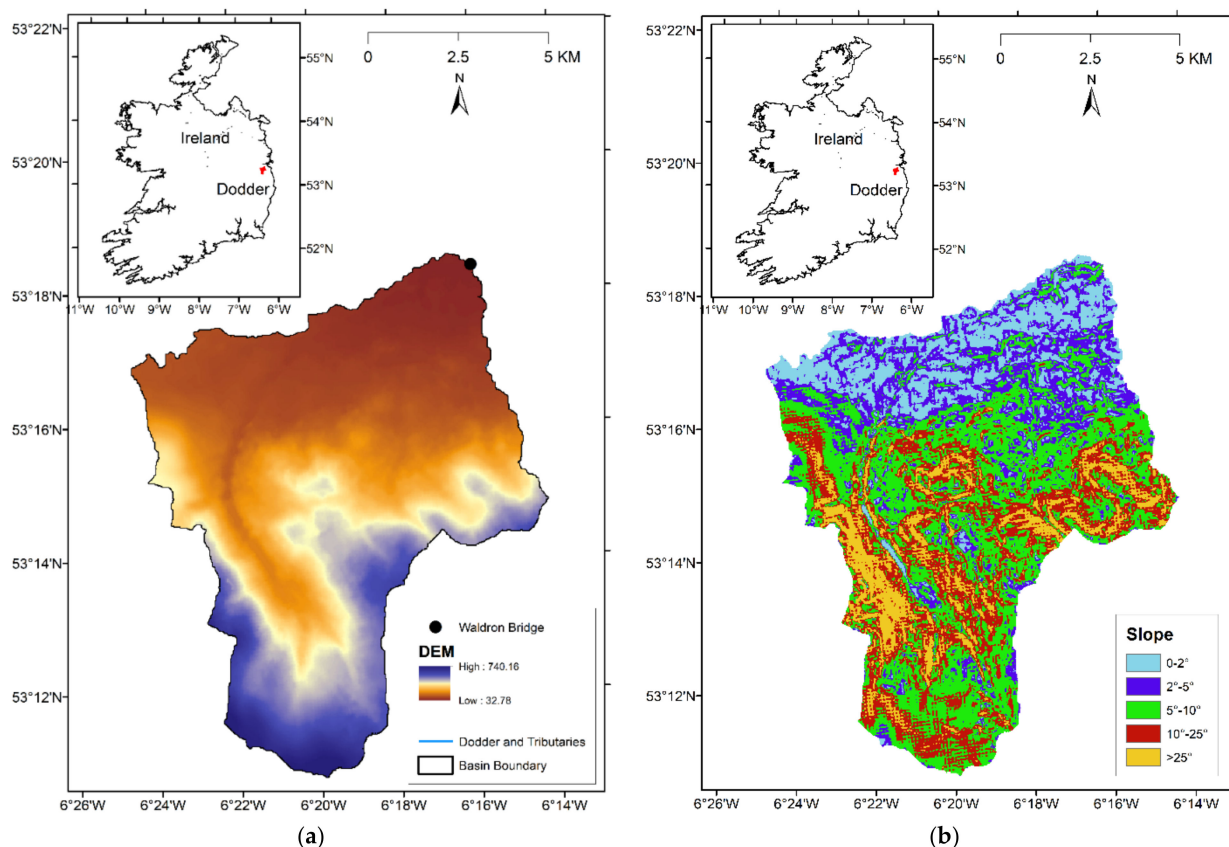 53°22'N
53°20'N
53°18'N
53°16'N
53°14'N
53°12'N
6°26'W 6°24'W 6°22'W 6°20'W 6°18'W 6°16'W 6°14'W
55°N
54°N
53°N
52°N
11°W 10°W 9°W 8°W 7°W 6°W
Ireland
Dodder
0 2.5 5 KM
N
Waldron Bridge
DEM
High : 740.16
Low : 32.78
Dodder and Tributaries
Basin Boundary
(a)
53°22'N
53°20'N
53°18'N
53°16'N
53°14'N
53°12'N
6°26'W 6°24'W 6°22'W 6°20'W 6°18'W 6°16'W 6°14'W
55°N
54°N
53°N
52°N
11°W 10°W 9°W 8°W 7°W 6°W
Ireland
Dodder
0 2.5 5 KM
N
Slope
0-2°
2°-5°
5°-10°
10°-25°
>25°
(b)